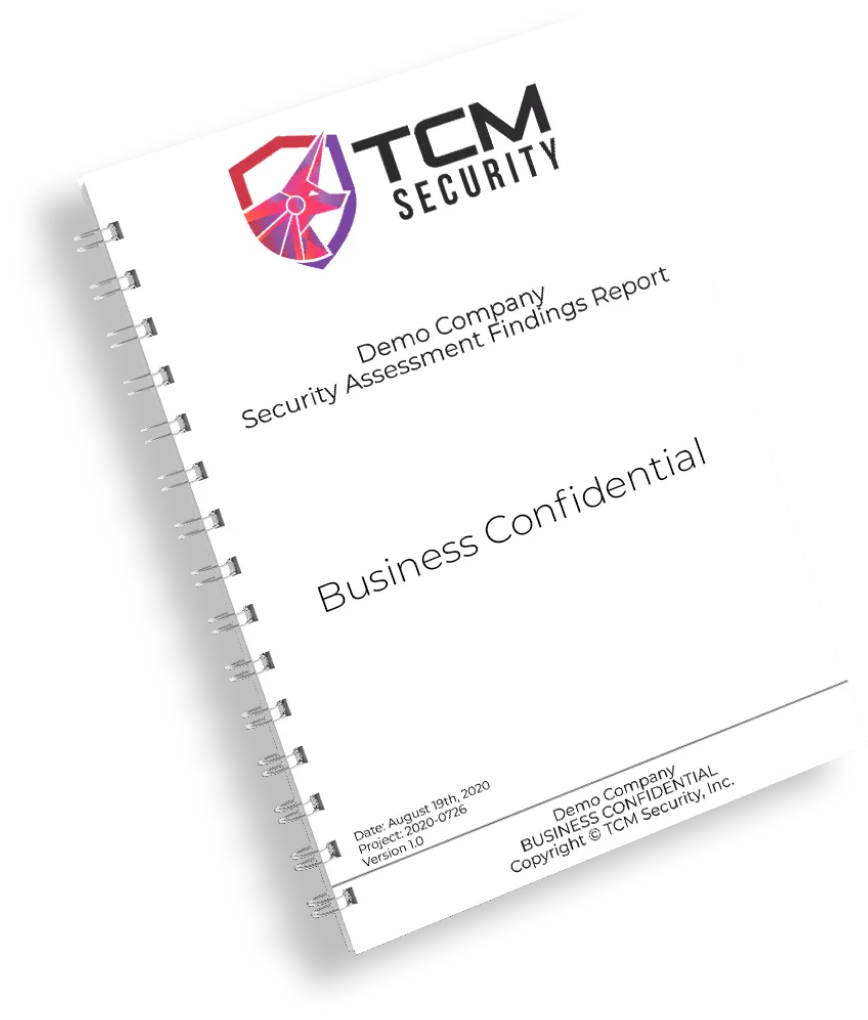 TCM
SECURITY
Demo Company
Security Assessment Findings Report
Business Confidential
Date: August 19th, 2020
Project: 2020-0726
Version 1.0
Demo Company
BUSINESS CONFIDENTIAL
Copyright © TCM Security, Inc.